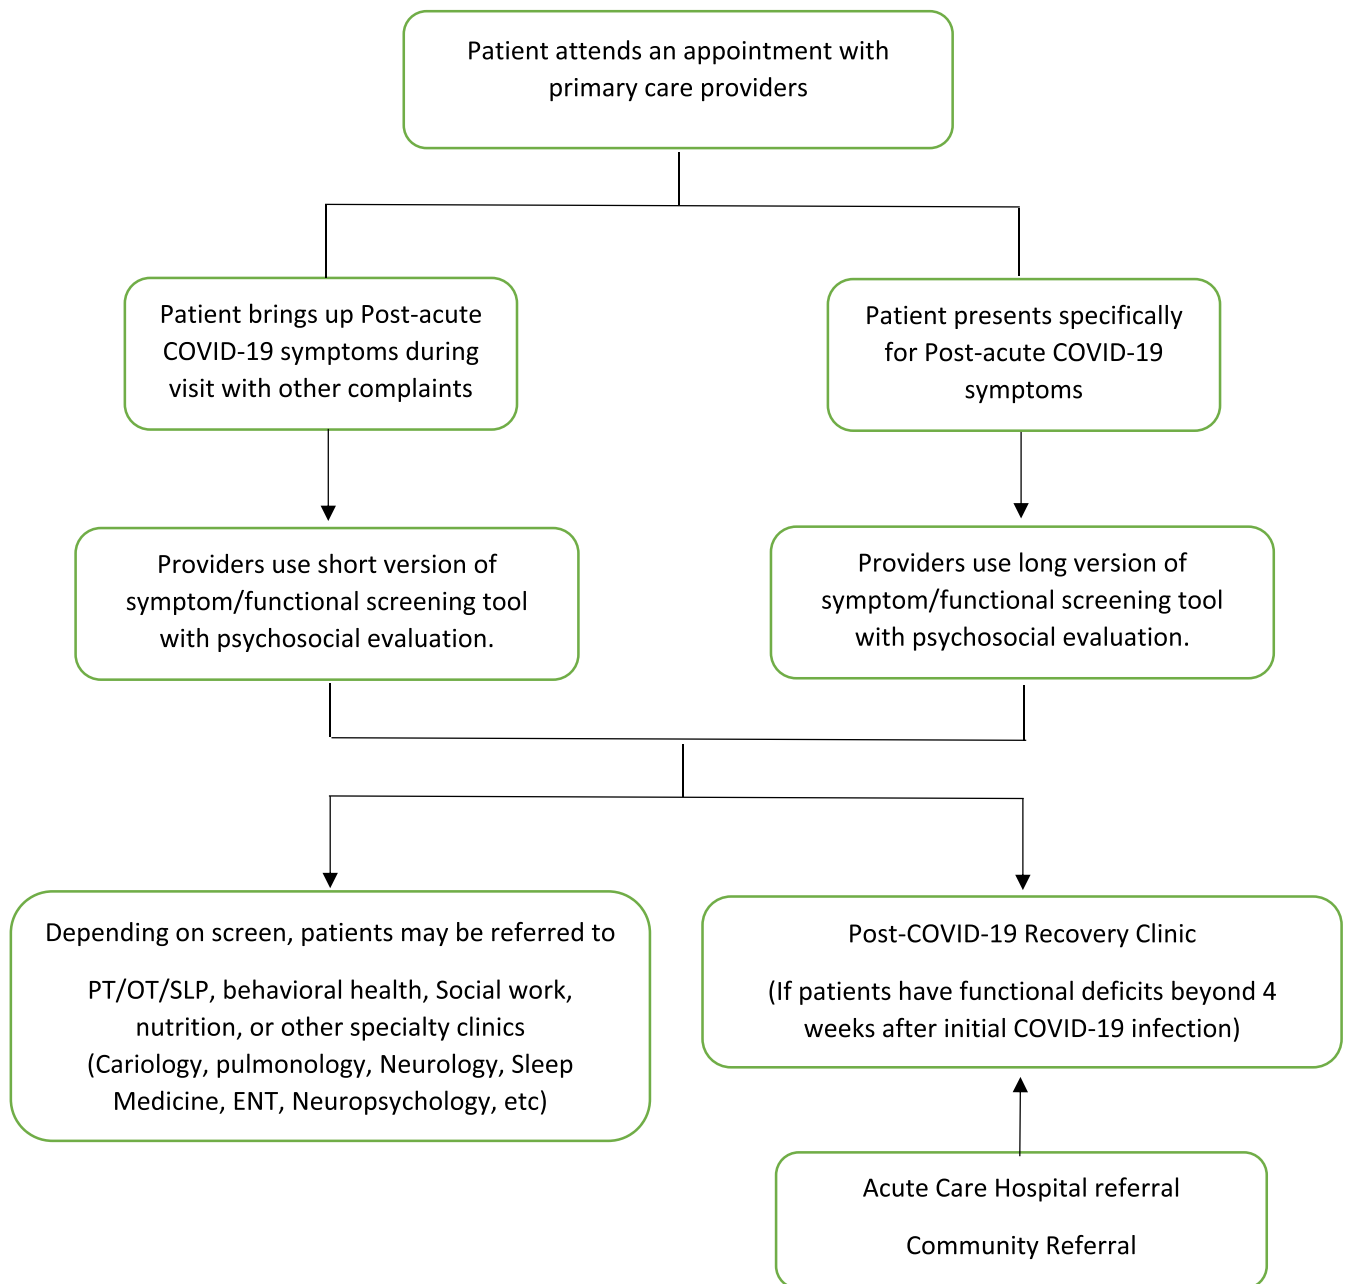 Patient attends an appointment with
primary care providers
Patient brings up Post-acute
COVID-19 symptoms during
visit with other complaints
Patient presents specifically
for Post-acute COVID-19
symptoms
Providers use short version of
symptom/functional screening tool
with psychosocial evaluation.
Providers use long version of
symptom/functional screening tool
with psychosocial evaluation.
Depending on screen, patients may be referred to
PT/OT/SLP, behavioral health, Social work,
nutrition, or other specialty clinics
(Cariology, pulmonology, Neurology, Sleep
Medicine, ENT, Neuropsychology, etc)
Post-COVID-19 Recovery Clinic
(If patients have functional deficits beyond 4
weeks after initial COVID-19 infection)
Acute Care Hospital referral
Community Referral